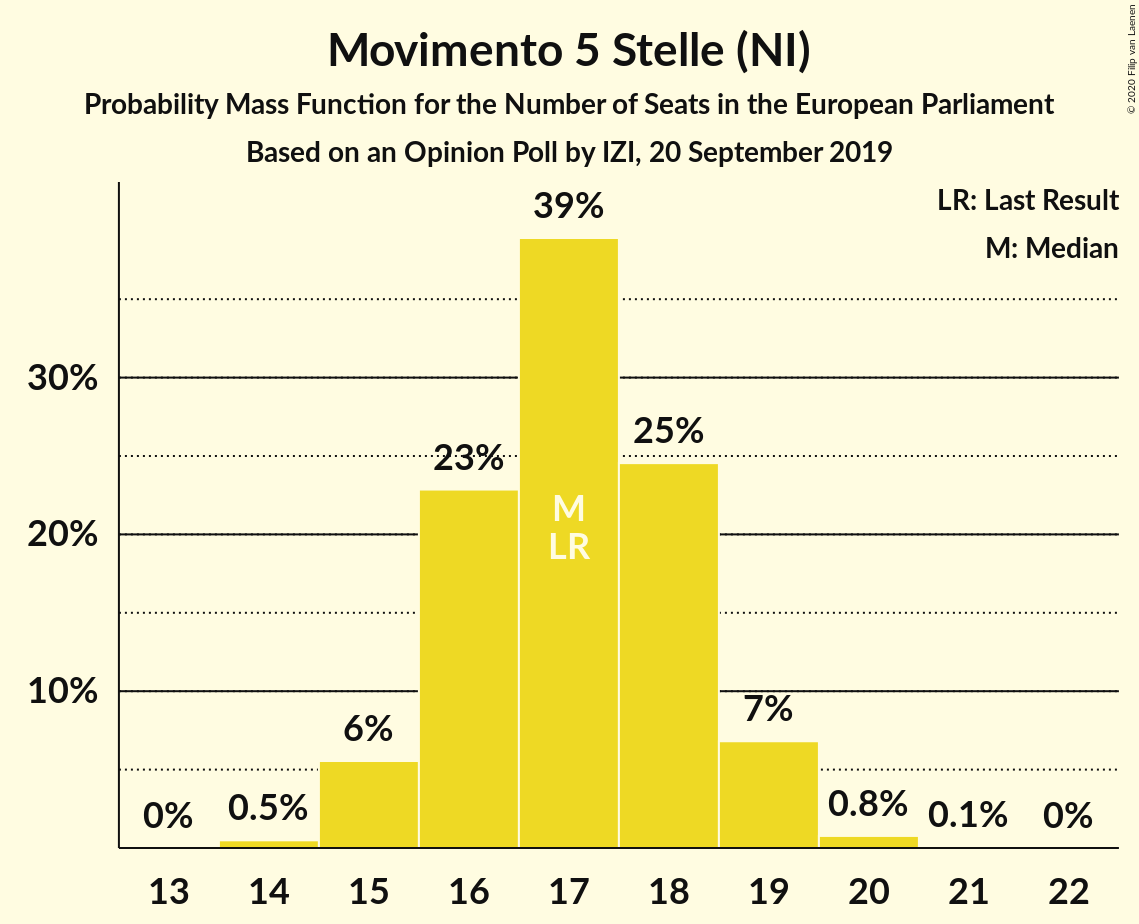 Movimento 5 Stelle (NI)
Probability Mass Function for the Number of Seats in the European Parliament
Based on an Opinion Poll by IZI, 20 September 2019
© 2020 Filip van Laenen
LR: Last Result
M: Median
30%
20%
10%
0%
0.5%
6%
23%
39%
25%
7%
0.8%
0.1%
0%
M
LR
13 14 15 16 17 18 19 20 21 22